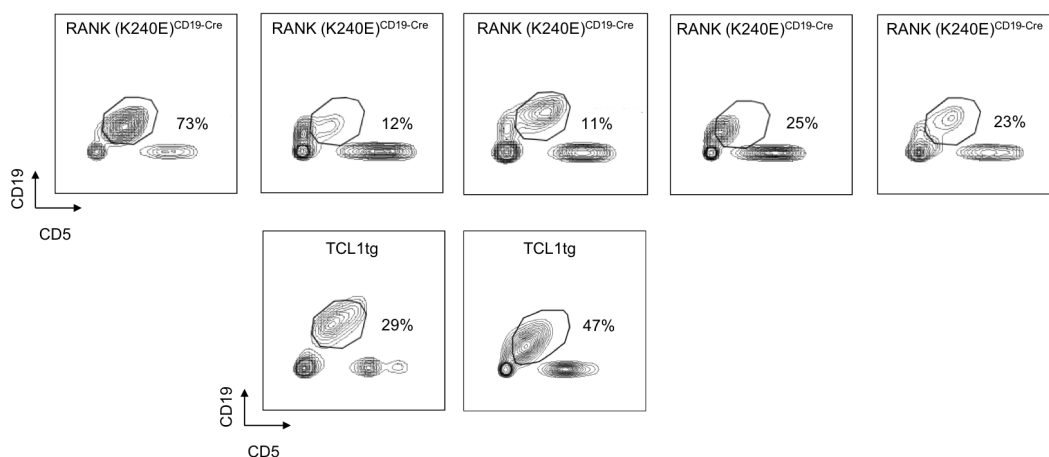 RANK (K240E)CD19-Cre
RANK (K240E)CD19-Cre
RANK (K240E)CD19-Cre
RANK (K240E)CD19-Cre
RANK (K240E)CD19-Cre
73%
12%
11%
25%
23%
CD19
CD5
TCL1tg
TCL1tg
29%
47%
CD19
CD5